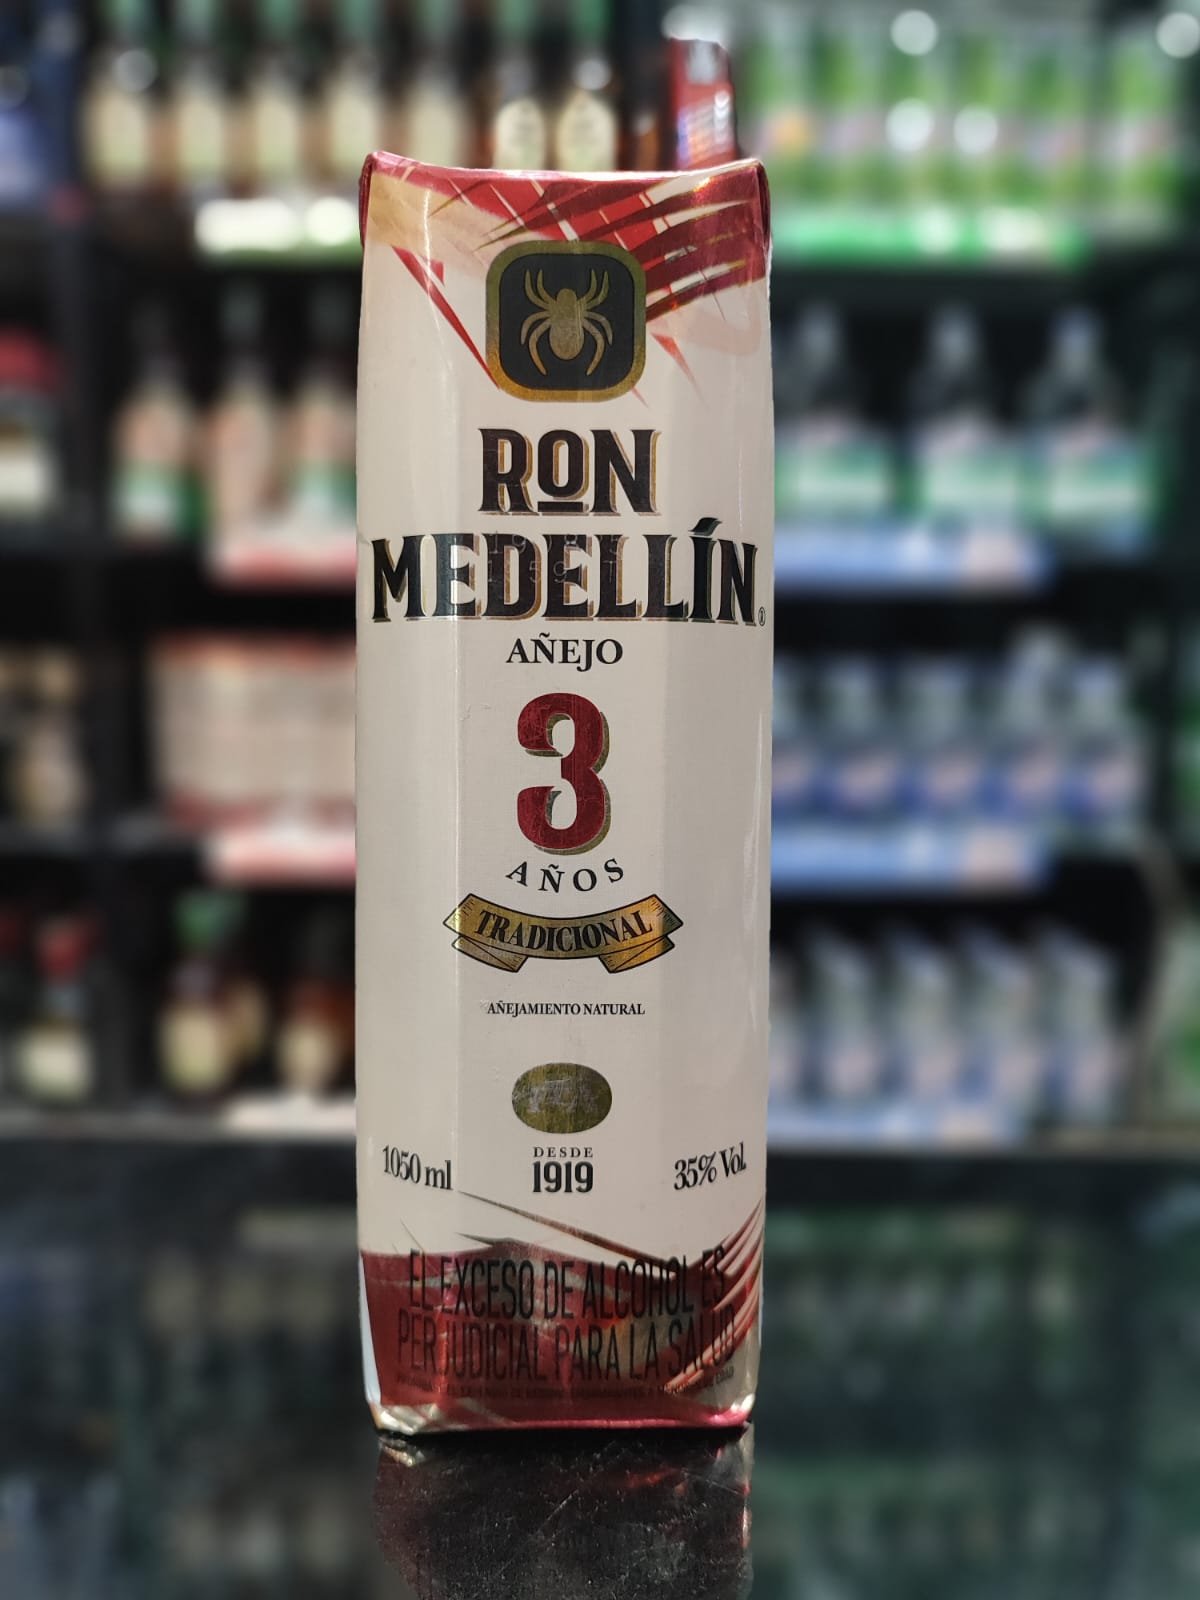 RON
MEDELLÍN®
AÑEJO
3
AÑOS
TRADICIONAL
AÑEJAMIENTO NATURAL
DESDE
1919
1050 ml
35% Vol.
EL EXCESO DE ALCOHOL ES
PERJUDICIAL PARA LA SALUD